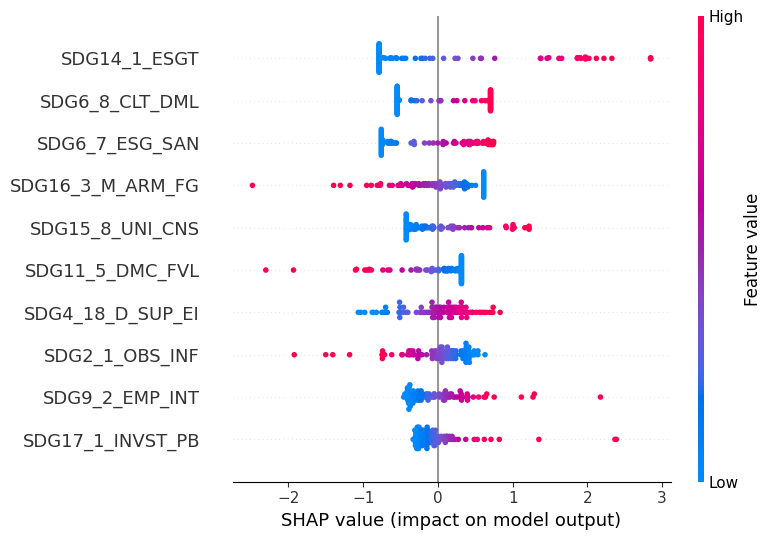 High
SDG14_1_ESGT
SDG6_8_CLT_DML
SDG6_7_ESG_SAN
SDG16_3_M_ARM_FG
SDG15_8_UNI_CNS
SDG11_5_DMC_FVL
SDG4_18_D_SUP_EI
SDG2_1_OBS_INF
SDG9_2_EMP_INT
SDG17_1_INVST_PB
Feature value
Low
−2 −1 0 1 2 3
SHAP value (impact on model output)